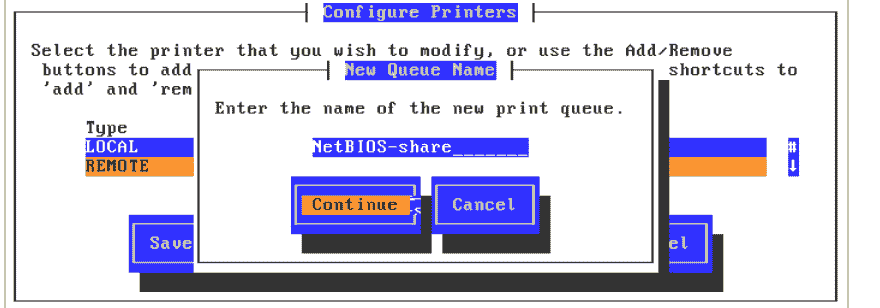 Configure Printers
Select the printer that you wish to modify, or use the Add/Remove
buttons to add
shortcuts to
'add' and 'rem
New Queue Name
Enter the name of the new print queue.
Type
LOCAL
NetBIOS-share_______
#
REMOTE
↓
Continue
Cancel
Save
el